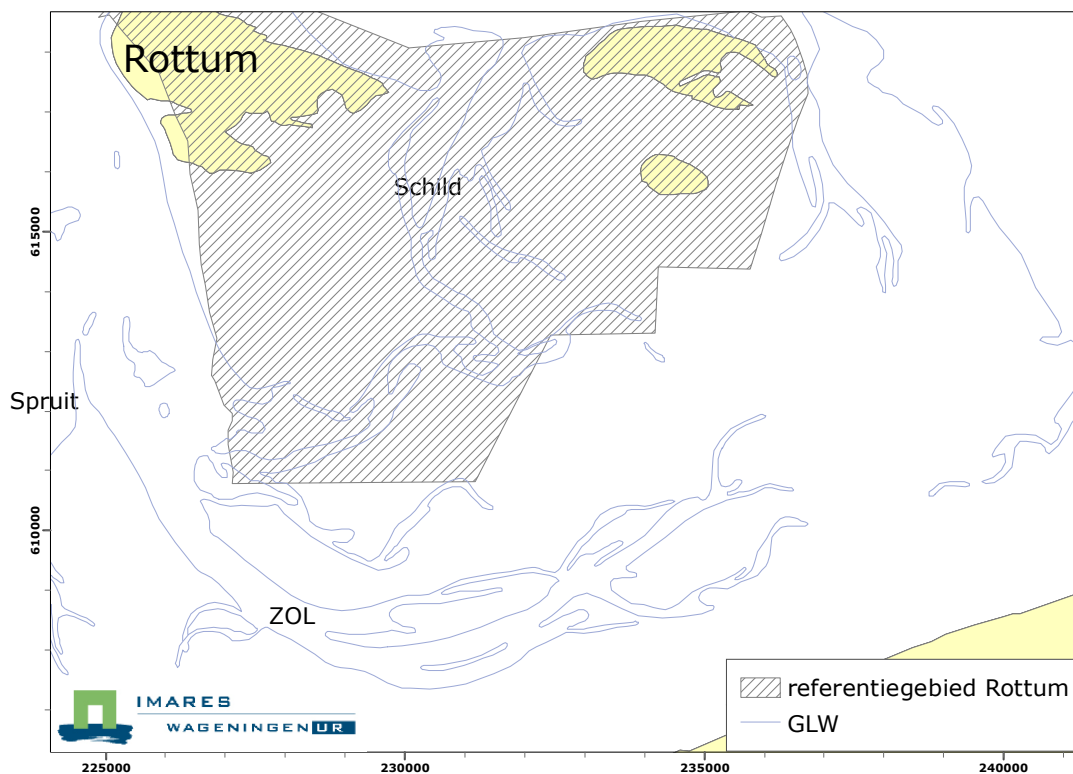 Rottum
Schild
615000
Spruit
610000
ZOL
IMARES
WAGENINGEN UR
referentiegebied Rottum
GLW
225000
230000
235000
240000